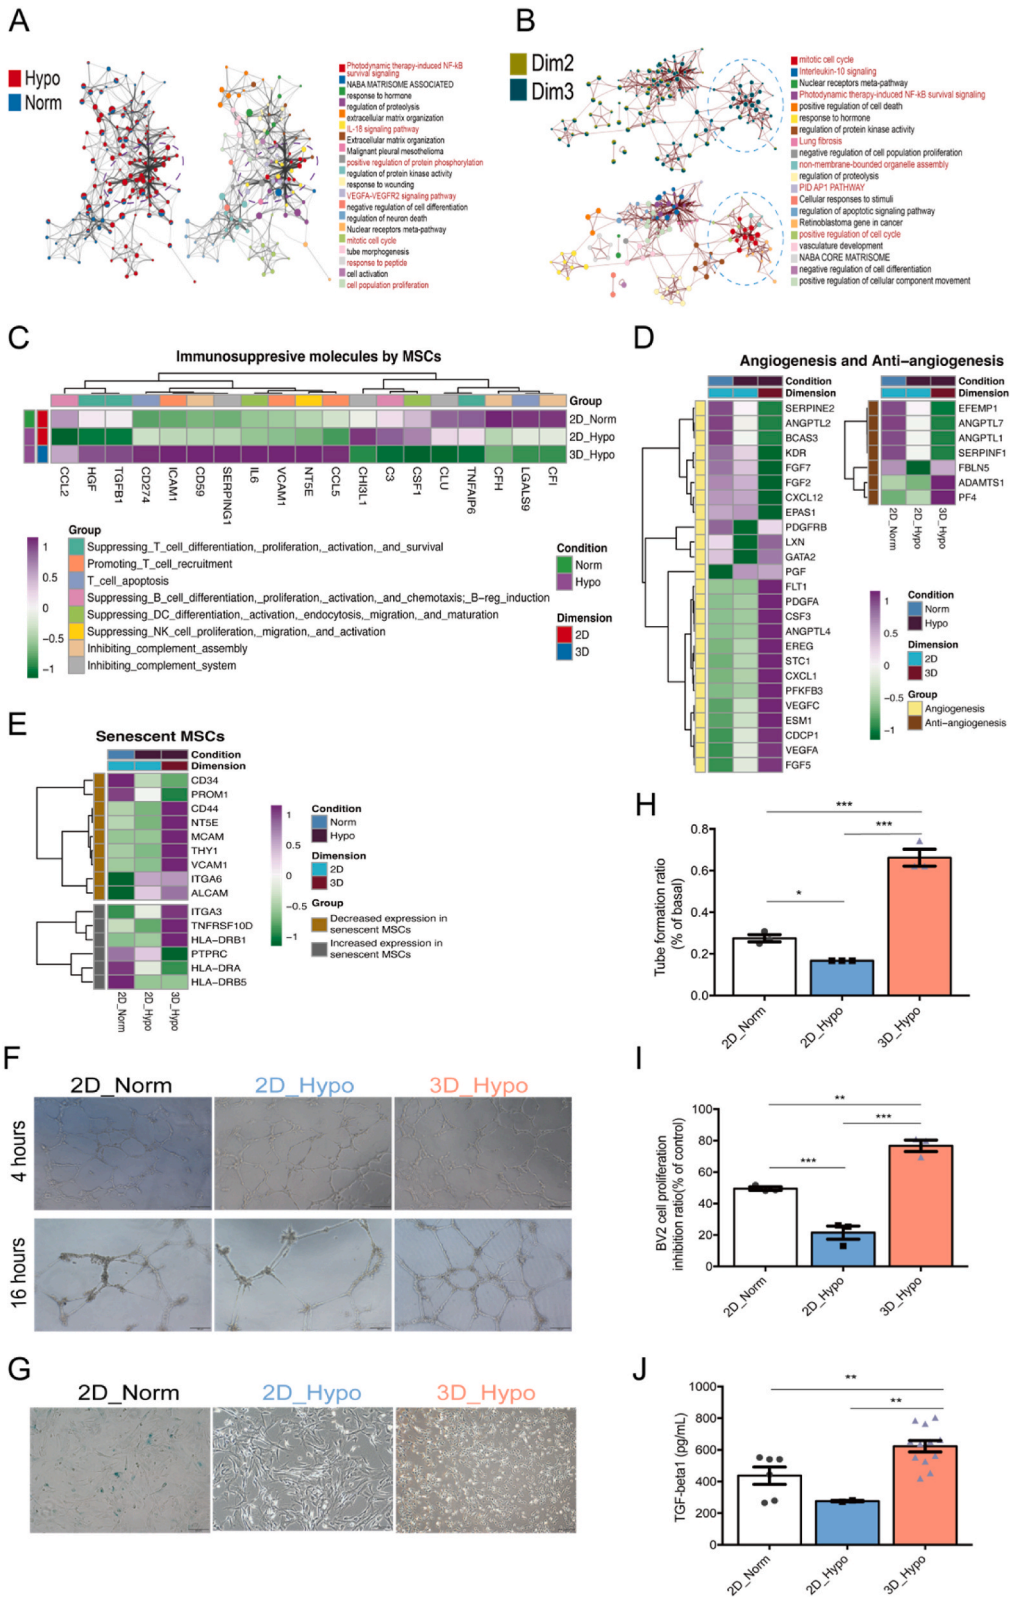 A
Hypo
Norm
Photodynamic therapy-induced NF-kB
survival signaling
NABA MATRISOME ASSOCIATED
response to hormone
regulation of proteolysis
extracellular matrix organization
IL-18 signaling pathway
Extracellular matrix organization
Malignant pleural mesothelioma
positive regulation of protein phosphorylation
regulation of protein kinase activity
response to wounding
VEGFA-VEGFR2 signaling pathway
negative regulation of cell differentiation
regulation of neuron death
Nuclear receptors meta-pathway
mitotic cell cycle
tube morphogenesis
response to peptide
cell activation
cell population proliferation
B
Dim2
Dim3
mitotic cell cycle
Interleukin-10 signaling
Nuclear receptors meta-pathway
Photodynamic therapy-induced NF-kB survival signaling
positive regulation of cell death
response to hormone
regulation of protein kinase activity
Lung fibrosis
negative regulation of cell population proliferation
non-membrane-bounded organelle assembly
regulation of proteolysis
PID AP1 PATHWAY
Cellular responses to stimuli
regulation of apoptotic signaling pathway
Retinoblastoma gene in cancer
positive regulation of cell cycle
vasculature development
NABA CORE MATRISOME
negative regulation of cell differentiation
positive regulation of cellular component movement
C
Immunosuppresive molecules by MSCs
Group
2D_Norm
2D_Hypo
3D_Hypo
CCL2
HGF
TGFB1
CD274
ICAM1
CD59
SERPING1
IL6
VCAM1
NT5E
CCL5
CHI3L1
C3
CSF1
CLU
TNFAIP6
CFH
LGALS9
CFI
1
0.5
0
−0.5
−1
Group
Suppressing_T_cell_differentiation,_proliferation,_activation,_and_survival
Promoting_T_cell_recruitment
T_cell_apoptosis
Suppressing_B_cell_differentiation,_proliferation,_activation,_and_chemotaxis;_B-reg_induction
Suppressing_DC_differentiation,_activation,_endocytosis,_migration,_and_maturation
Suppressing_NK_cell_proliferation,_migration,_and_activation
Inhibiting_complement_assembly
Inhibiting_complement_system
Condition
Norm
Hypo
Dimension
2D
3D
D
Angiogenesis and Anti−angiogenesis
Condition
Dimension
SERPINE2
ANGPTL2
BCAS3
KDR
FGF7
FGF2
CXCL12
EPAS1
PDGFRB
LXN
GATA2
PGF
FLT1
PDGFA
CSF3
ANGPTL4
EREG
STC1
CXCL1
PFKFB3
VEGFC
ESM1
CDCP1
VEGFA
FGF5
Condition
Dimension
EFEMP1
ANGPTL7
ANGPTL1
SERPINF1
FBLN5
ADAMTS1
PF4
2D_Norm
2D_Hypo
3D_Hypo
1
0.5
0
−0.5
−1
Condition
Norm
Hypo
Dimension
2D
3D
Group
Angiogenesis
Anti−angiogenesis
E
Senescent MSCs
Condition
Dimension
CD34
PROM1
CD44
NT5E
MCAM
THY1
VCAM1
ITGA6
ALCAM
ITGA3
TNFRSF10D
HLA−DRB1
PTPRC
HLA−DRA
HLA−DRB5
2D_Norm
2D_Hypo
3D_Hypo
1
0.5
0
−0.5
−1
Condition
Norm
Hypo
Dimension
2D
3D
Group
Decreased expression in
senescent MSCs
Increased expression in
senescent MSCs
F
2D_Norm
2D_Hypo
3D_Hypo
4 hours
16 hours
G
2D_Norm
2D_Hypo
3D_Hypo
H
Tube formation ratio
(% of basal)
0.8
0.6
0.4
0.2
0.0
***
***
*
2D_Norm
2D_Hypo
3D_Hypo
I
BV2 cell proliferation
inhibition ratio(% of control)
100
80
60
40
20
0
**
***
***
2D_Norm
2D_Hypo
3D_Hypo
J
TGF-beta1 (pg/mL)
1000
800
600
400
200
0
**
**
2D_Norm
2D_Hypo
3D_Hypo